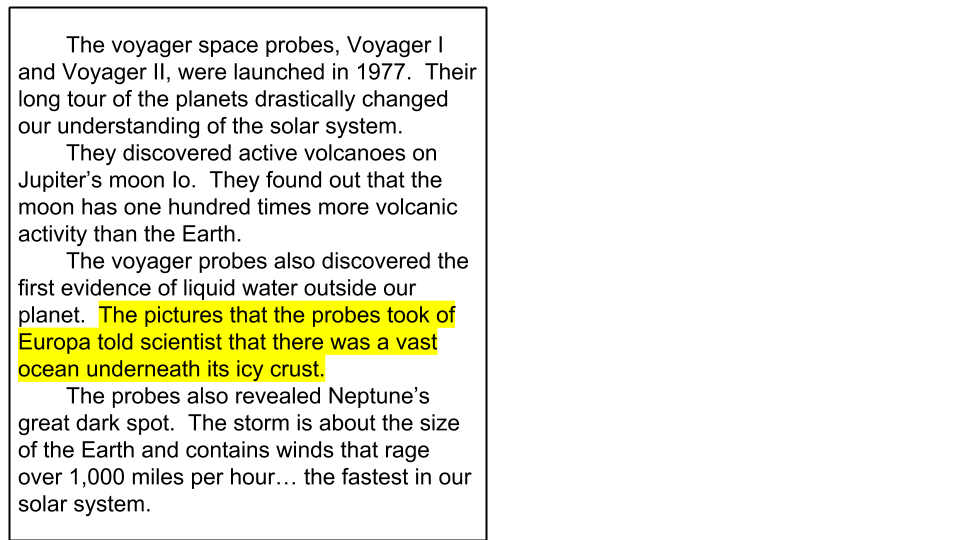 The voyager space probes, Voyager I
and Voyager II, were launched in 1977.  Their
long tour of the planets drastically changed
our understanding of the solar system.
They discovered active volcanoes on
Jupiter’s moon Io.  They found out that the
moon has one hundred times more volcanic
activity than the Earth.
The voyager probes also discovered the
first evidence of liquid water outside our
planet.  The pictures that the probes took of
Europa told scientist that there was a vast
ocean underneath its icy crust.
The probes also revealed Neptune’s
great dark spot.  The storm is about the size
of the Earth and contains winds that rage
over 1,000 miles per hour… the fastest in our
solar system.